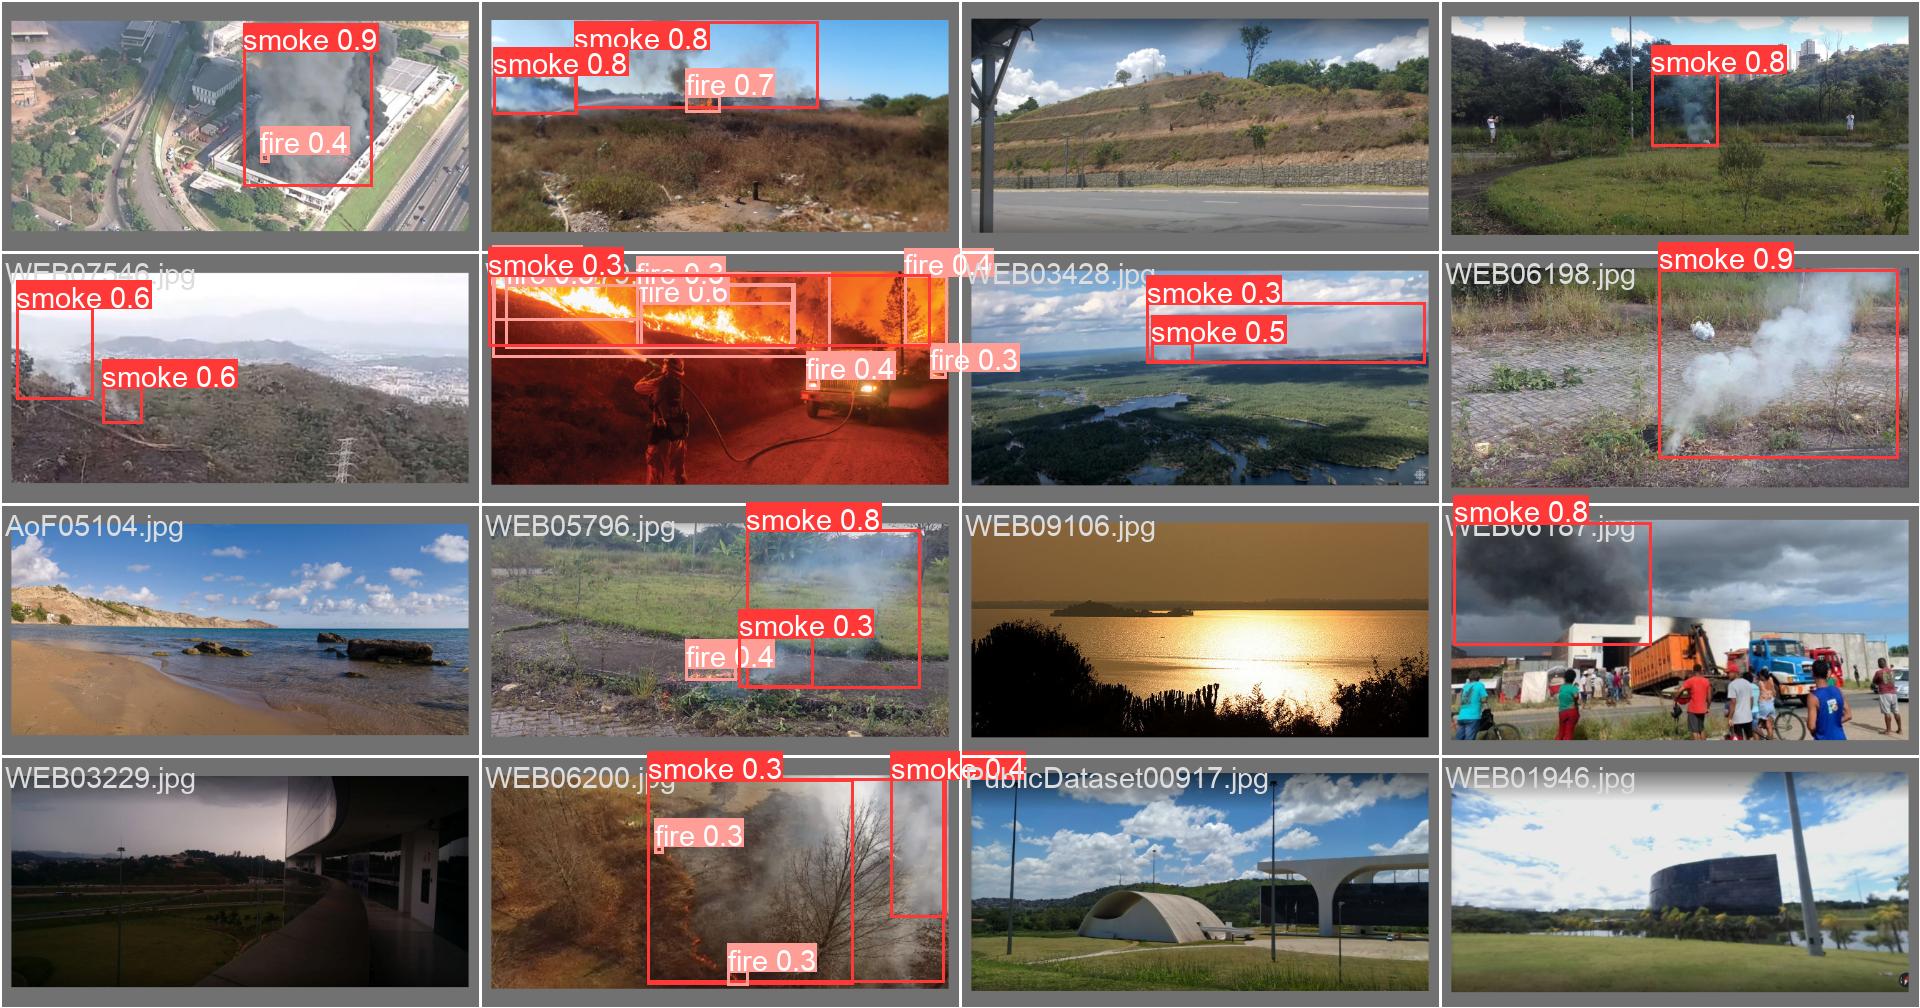 smoke 0.9
fire 0.4
smoke 0.8
smoke 0.8
fire 0.7
smoke 0.8
WEB07546.jpg
smoke 0.6
smoke 0.6
smoke 0.3
fire 0.3
fire 0.6
fire 0.4
fire 0.4
fire 0.3
WEB03428.jpg
smoke 0.3
smoke 0.5
WEB06198.jpg
smoke 0.9
AoF05104.jpg
WEB05796.jpg
smoke 0.8
smoke 0.3
fire 0.4
WEB09106.jpg
WEB06187.jpg
smoke 0.8
WEB03229.jpg
WEB06200.jpg
smoke 0.3
smoke 0.4
fire 0.3
fire 0.3
PublicDataset00917.jpg
WEB01946.jpg